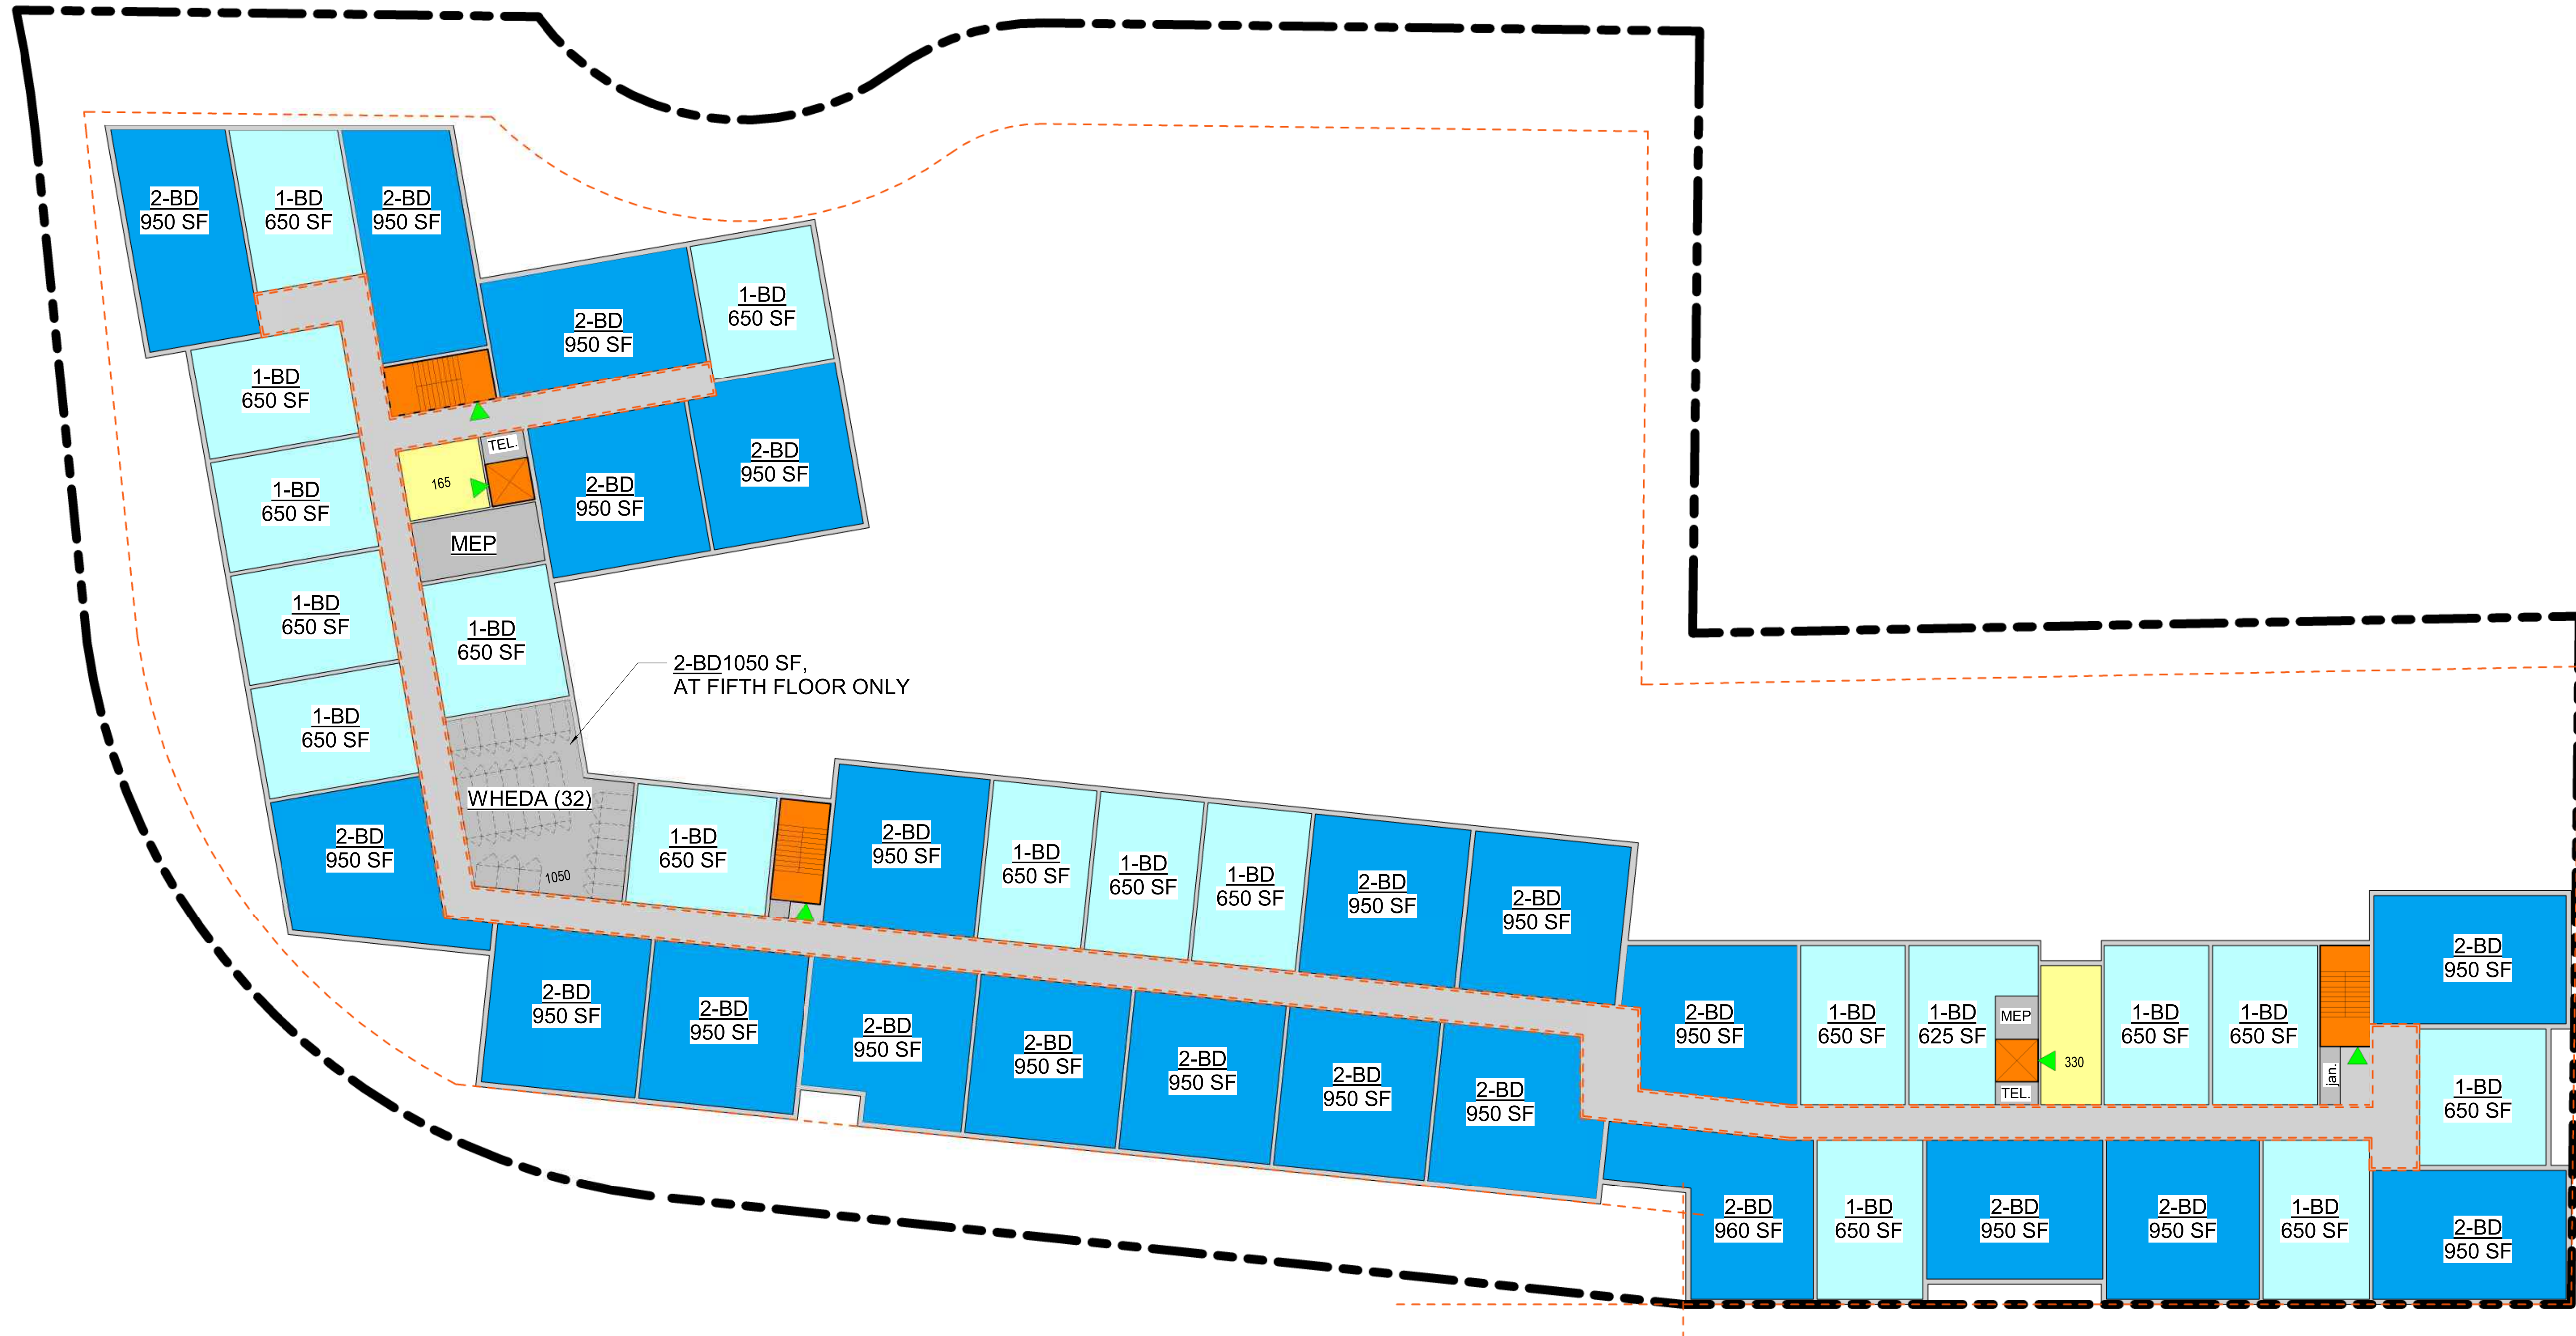 2-BD
950 SF
1-BD
650 SF
2-BD
950 SF
2-BD
950 SF
1-BD
650 SF
1-BD
650 SF
2-BD
950 SF
2-BD
950 SF
TEL.
165
MEP
1-BD
650 SF
1-BD
650 SF
1-BD
650 SF
1-BD
650 SF
2-BD1050 SF,
AT FIFTH FLOOR ONLY
WHEDA (32)
1050
2-BD
950 SF
1-BD
650 SF
2-BD
950 SF
1-BD
650 SF
1-BD
650 SF
1-BD
650 SF
2-BD
950 SF
2-BD
950 SF
2-BD
950 SF
2-BD
950 SF
2-BD
950 SF
2-BD
950 SF
2-BD
950 SF
2-BD
950 SF
2-BD
950 SF
2-BD
950 SF
1-BD
650 SF
1-BD
625 SF
MEP
TEL.
330
1-BD
650 SF
1-BD
650 SF
jan.
2-BD
950 SF
1-BD
650 SF
2-BD
960 SF
1-BD
650 SF
2-BD
950 SF
2-BD
950 SF
1-BD
650 SF
2-BD
950 SF